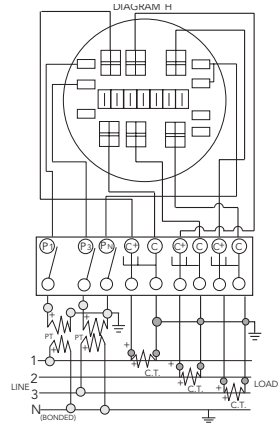 DIAGRAM H
P1 P3 PN C+ C C+ C C+ C
+ +
PT PT
+
1
C.T.
2
+
LINE C.T. LOAD
3
+
N C.T.
(BONDED)